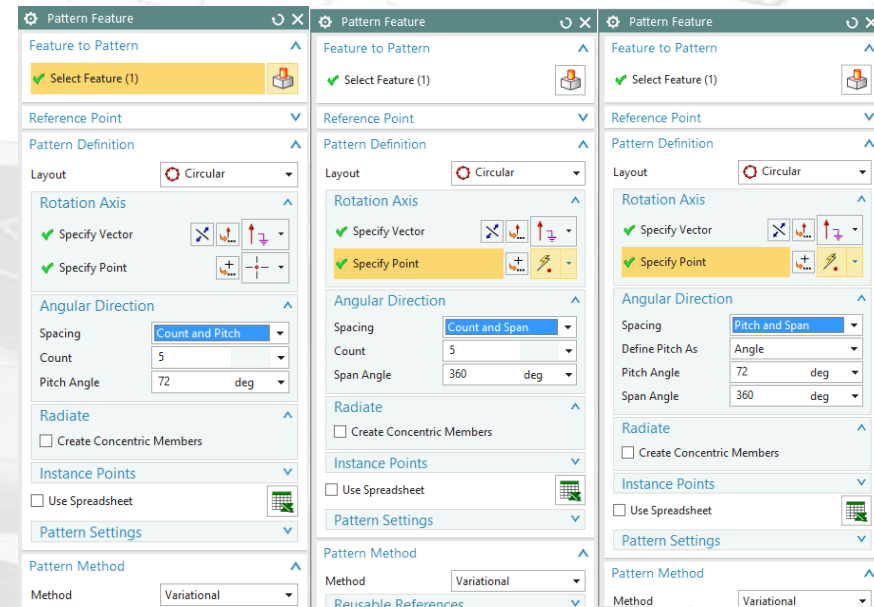 Pattern Feature
Feature to Pattern
Select Feature (1)
Reference Point
Pattern Definition
Layout Circular
Rotation Axis
Specify Vector
Specify Point
Angular Direction
Spacing Count and Pitch
Count 5
Pitch Angle 72 deg
Radiate
Create Concentric Members
Instance Points
Use Spreadsheet
Pattern Settings
Pattern Method
Method Variational
Pattern Feature
Feature to Pattern
Select Feature (1)
Reference Point
Pattern Definition
Layout Circular
Rotation Axis
Specify Vector
Specify Point
Angular Direction
Spacing Count and Span
Count 5
Span Angle 360 deg
Radiate
Create Concentric Members
Instance Points
Use Spreadsheet
Pattern Settings
Pattern Method
Method Variational
Reusable References
Pattern Feature
Feature to Pattern
Select Feature (1)
Reference Point
Pattern Definition
Layout Circular
Rotation Axis
Specify Vector
Specify Point
Angular Direction
Spacing Pitch and Span
Define Pitch As Angle
Pitch Angle 72 deg
Span Angle 360 deg
Radiate
Create Concentric Members
Instance Points
Use Spreadsheet
Pattern Settings
Pattern Method
Method Variational